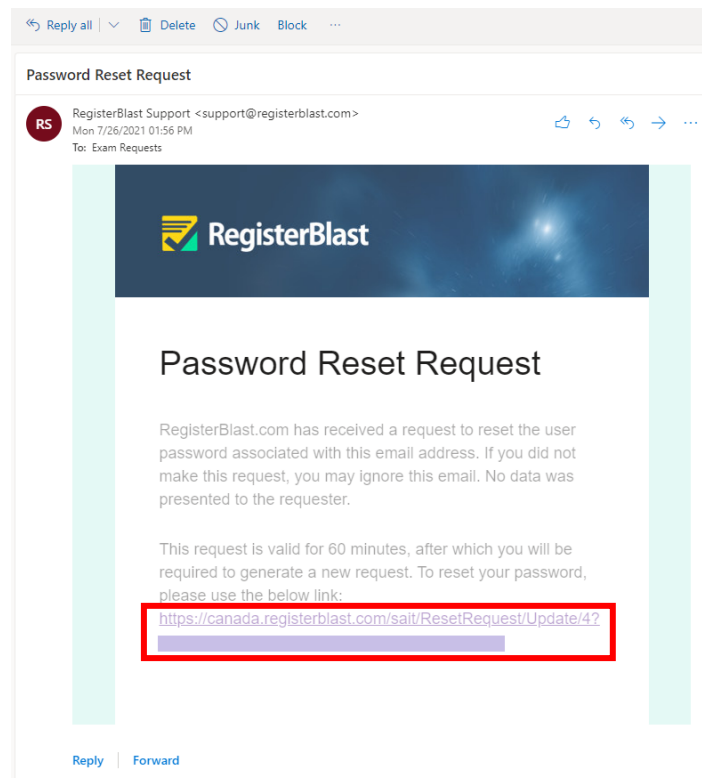 Reply all Delete Junk Block ...
Password Reset Request
RS
RegisterBlast Support <support@registerblast.com>
Mon 7/26/2021 01:56 PM
To: Exam Requests
RegisterBlast
Password Reset Request
RegisterBlast.com has received a request to reset the user
password associated with this email address. If you did not
make this request, you may ignore this email. No data was
presented to the requester.
This request is valid for 60 minutes, after which you will be
required to generate a new request. To reset your password,
please use the below link:
https://canada.registerblast.com/sait/ResetRequest/Update/4?
Reply Forward